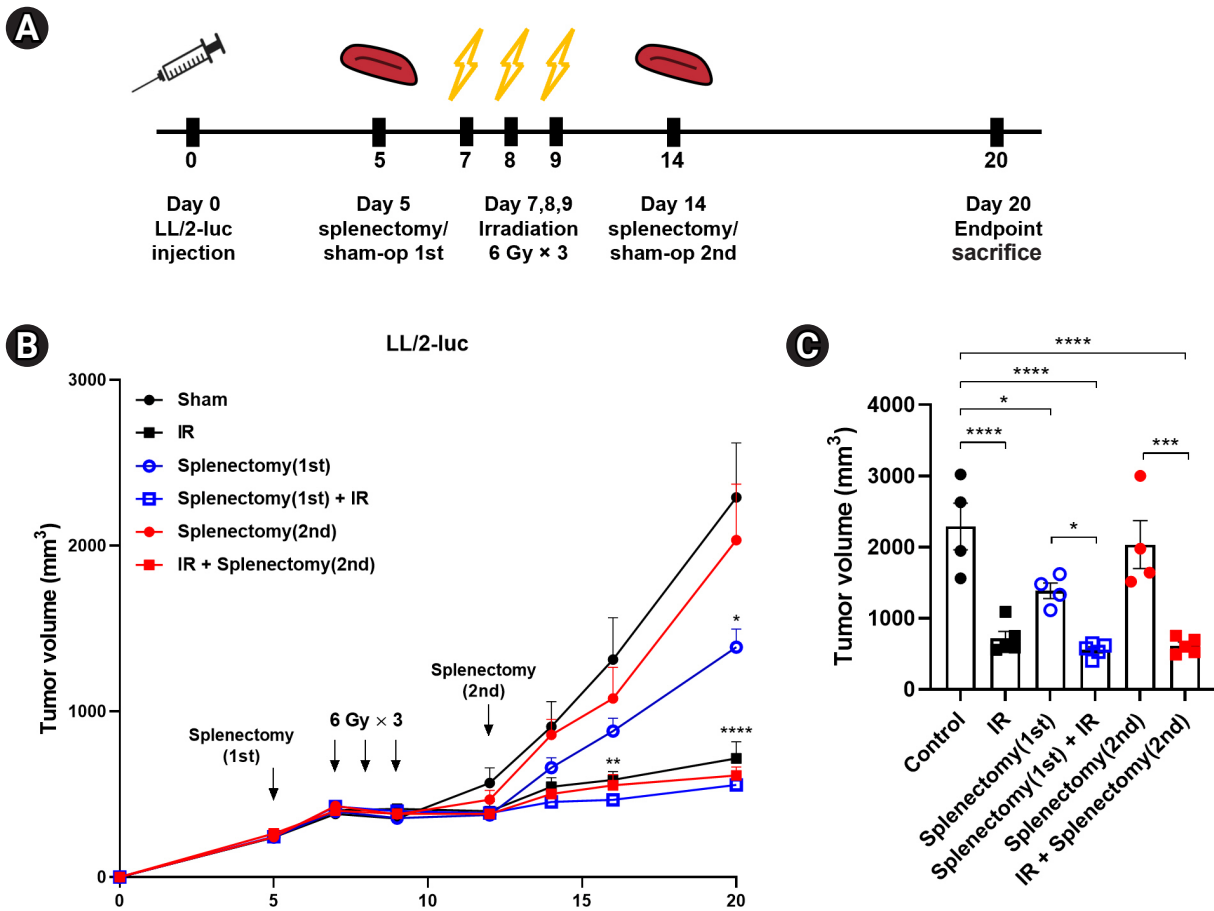 A
0
5
7
8
9
14
20
Day 0
LL/2-luc
injection
Day 5
splenectomy/
sham-op 1st
Day 7,8,9
Irradiation
6 Gy × 3
Day 14
splenectomy/
sham-op 2nd
Day 20
Endpoint
sacrifice
B
LL/2-luc
Tumor volume (mm³)
3000
2000
1000
0
0
5
10
15
20
Sham
IR
Splenectomy(1st)
Splenectomy(1st) + IR
Splenectomy(2nd)
IR + Splenectomy(2nd)
Splenectomy
(1st)
6 Gy × 3
Splenectomy
(2nd)
**
*
****
C
Tumor volume (mm³)
4000
3000
2000
1000
0
****
****
*
****
*
***
Control
IR
Splenectomy(1st)
Splenectomy(1st) + IR
Splenectomy(2nd)
IR + Splenectomy(2nd)